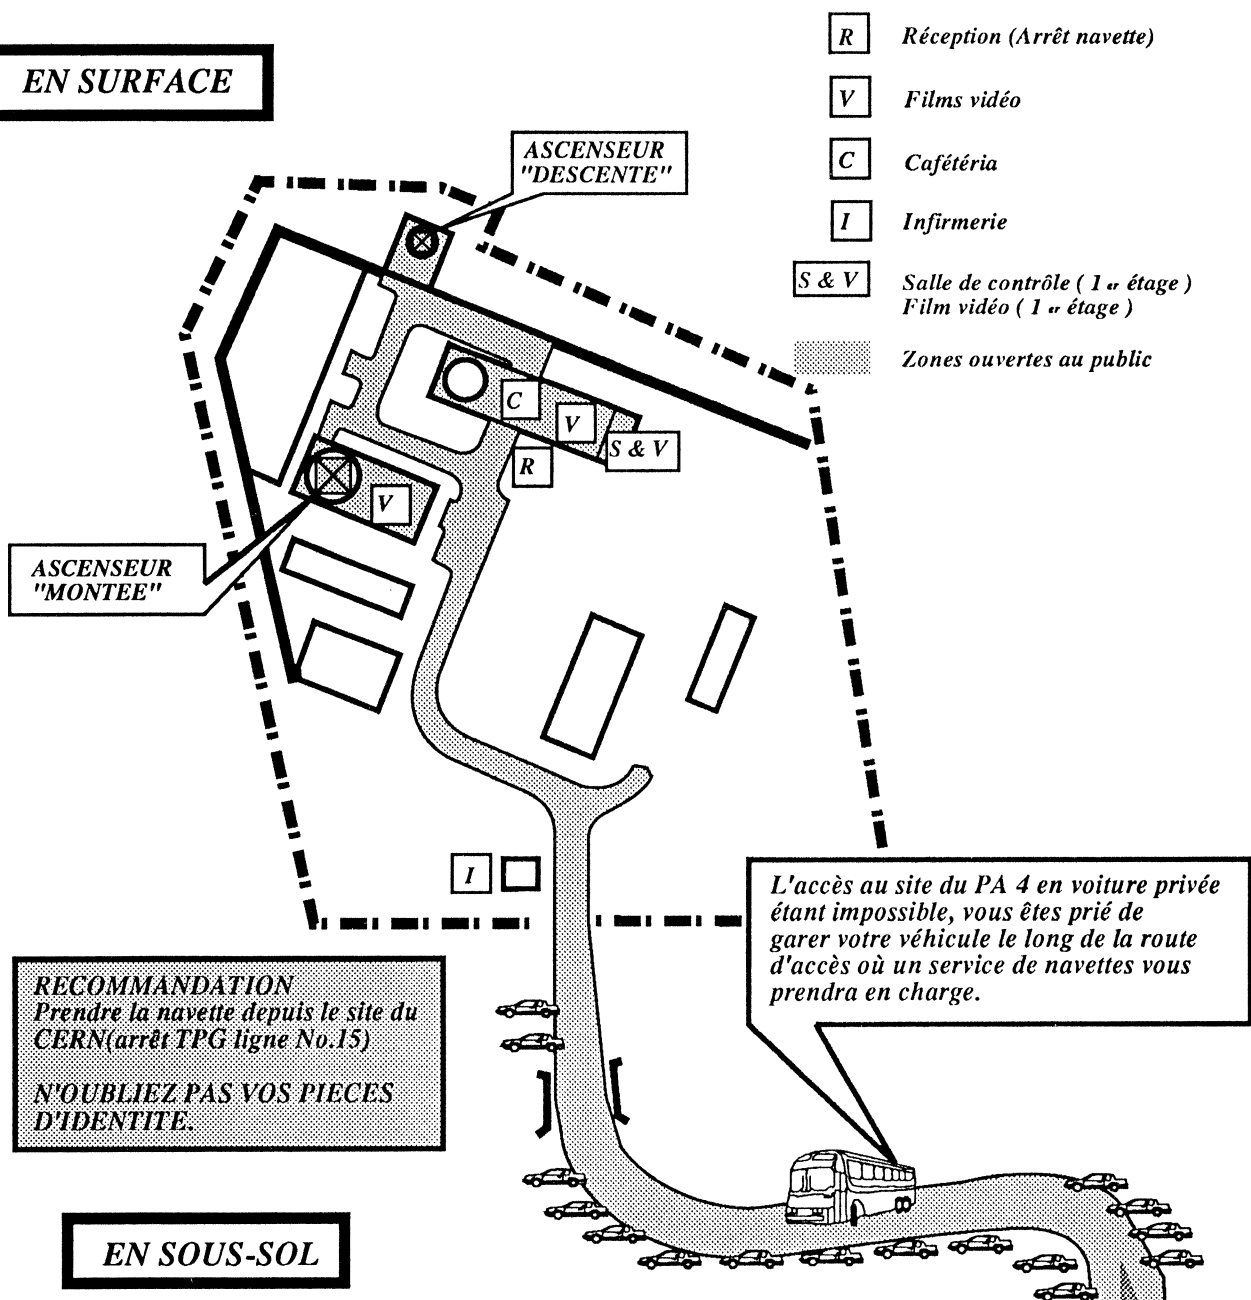 EN SURFACE
R Réception (Arrêt navette)
V Films vidéo
C Cafétéria
I Infirmerie
S & V Salle de contrôle ( 1 er étage )
Film vidéo ( 1 er étage )
Zones ouvertes au public
ASCENSEUR
"DESCENTE"
C
V
S & V
R
V
ASCENSEUR
"MONTEE"
I
L'accès au site du PA 4 en voiture privée
étant impossible, vous êtes prié de
garer votre véhicule le long de la route
d'accès où un service de navettes vous
prendra en charge.
RECOMMANDATION
Prendre la navette depuis le site du
CERN(arrêt TPG ligne No.15)
N'OUBLIEZ PAS VOS PIECES
D'IDENTITE.
EN SOUS-SOL